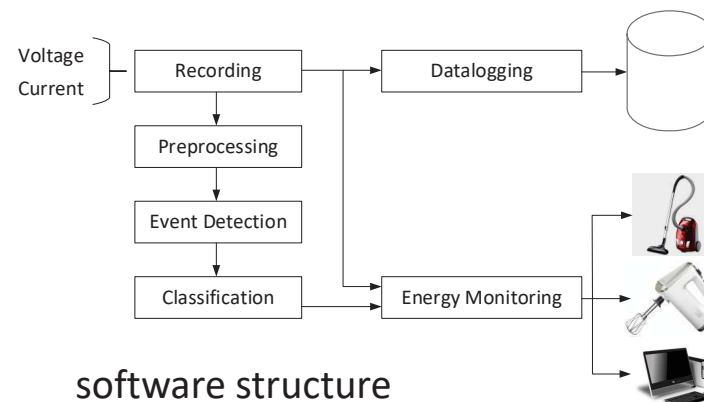 Voltage
Current
Recording
Datalogging
Preprocessing
Event Detection
Classification
Energy Monitoring
software structure